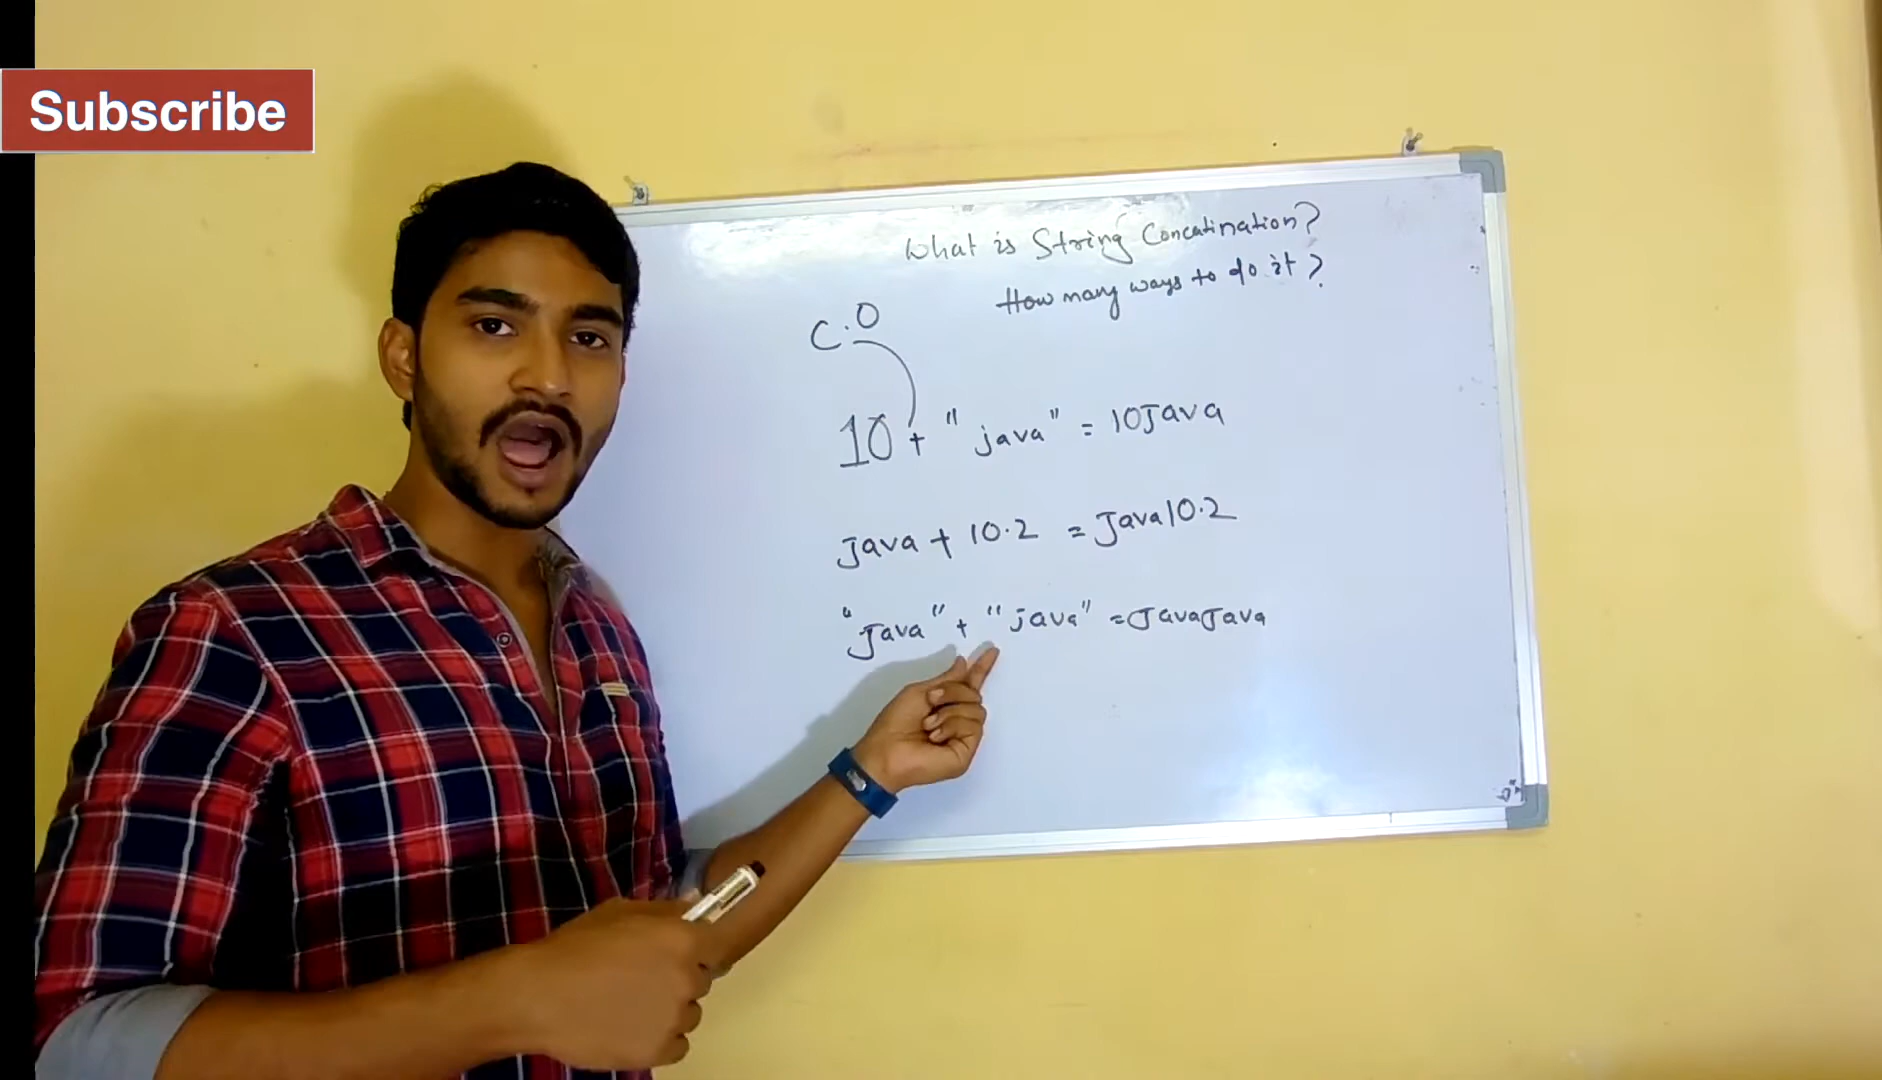 Subscribe
What is String Concatination?
How many ways to do it?
C.O
10 + "java" = 10Java
Java + 10.2 = Java10.2
"Java" + "java" = JavaJava